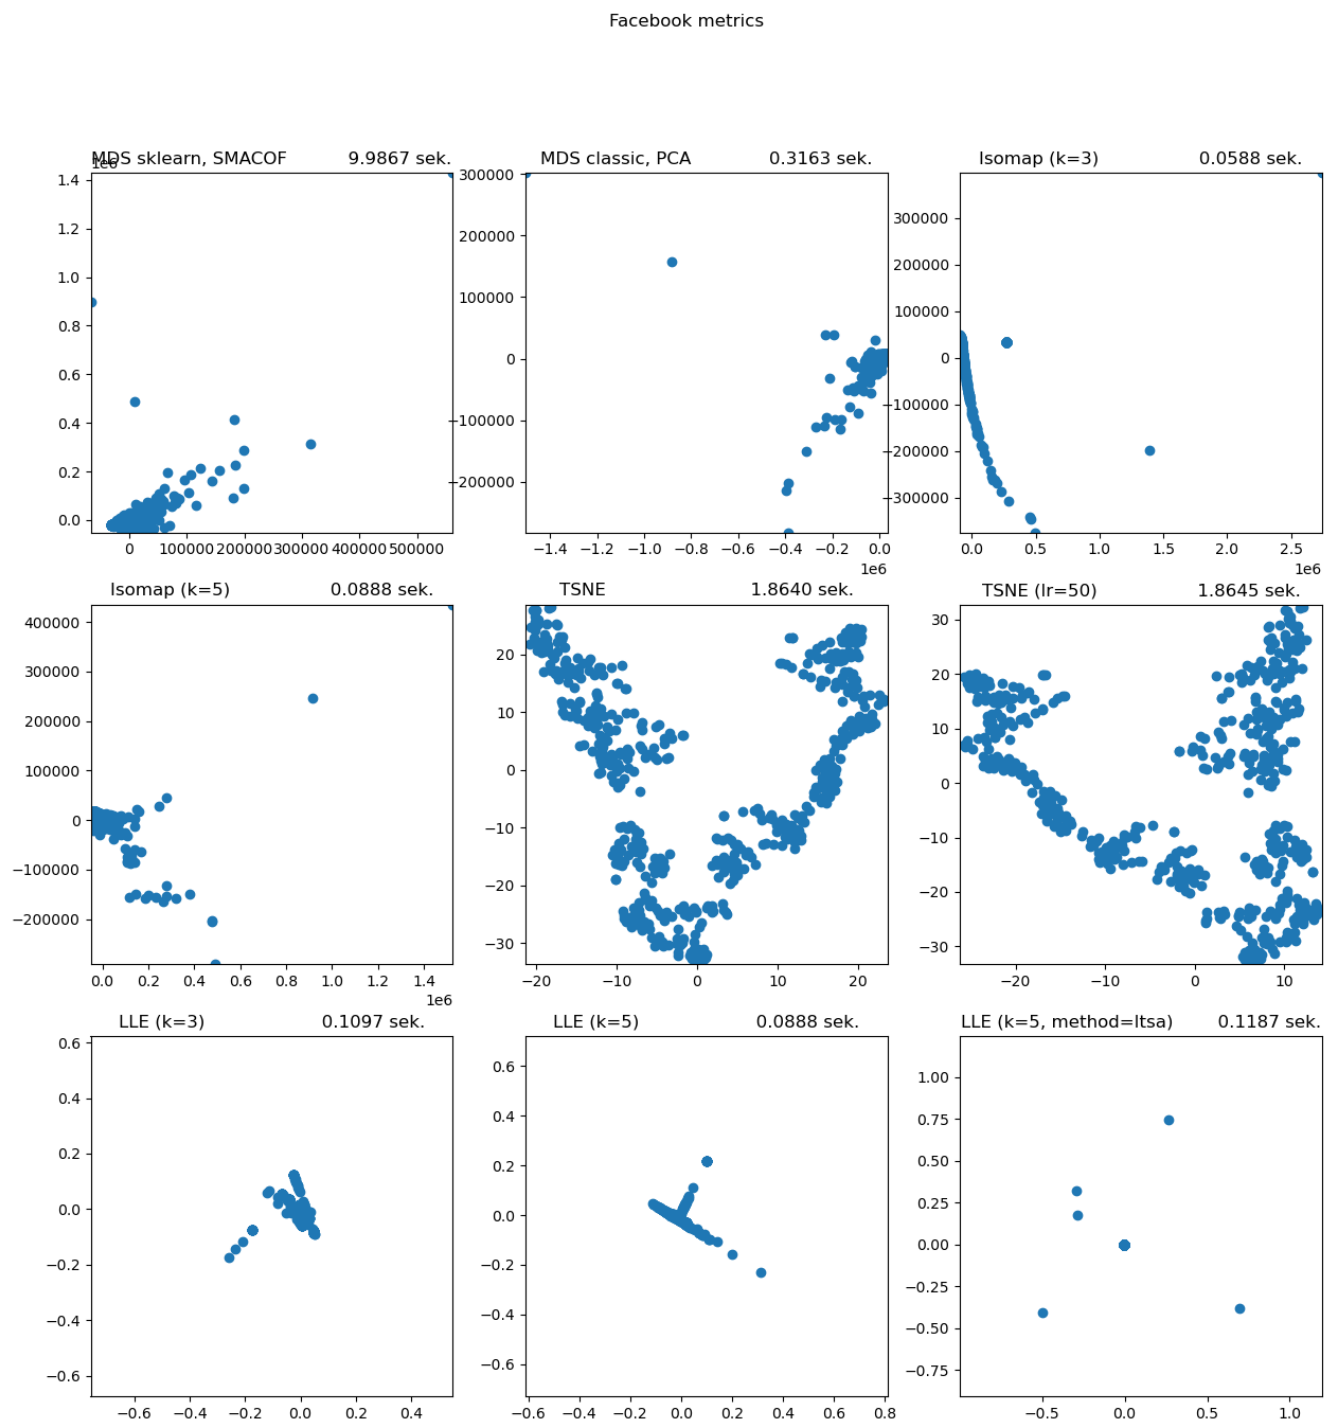 Facebook metrics
MDS sklearn, SMACOF 9.9867 sek.
1e6
1.4
1.2
1.0
0.8
0.6
0.4
0.2
0.0
0 100000 200000 300000 400000 500000
MDS classic, PCA 0.3163 sek.
300000
200000
100000
0
−100000
−200000
−1.4 −1.2 −1.0 −0.8 −0.6 −0.4 −0.2 0.0
1e6
Isomap (k=3) 0.0588 sek.
300000
200000
100000
0
−100000
−200000
−300000
0.0 0.5 1.0 1.5 2.0 2.5
1e6
Isomap (k=5) 0.0888 sek.
400000
300000
200000
100000
0
−100000
−200000
0.0 0.2 0.4 0.6 0.8 1.0 1.2 1.4
1e6
TSNE 1.8640 sek.
20
10
0
−10
−20
−30
−20 −10 0 10 20
TSNE (lr=50) 1.8645 sek.
30
20
10
0
−10
−20
−30
−20 −10 0 10
LLE (k=3) 0.1097 sek.
0.6
0.4
0.2
0.0
−0.2
−0.4
−0.6
−0.6 −0.4 −0.2 0.0 0.2 0.4
LLE (k=5) 0.0888 sek.
0.6
0.4
0.2
0.0
−0.2
−0.4
−0.6
−0.6 −0.4 −0.2 0.0 0.2 0.4 0.6 0.8
LLE (k=5, method=ltsa) 0.1187 sek.
1.00
0.75
0.50
0.25
0.00
−0.25
−0.50
−0.75
−0.5 0.0 0.5 1.0